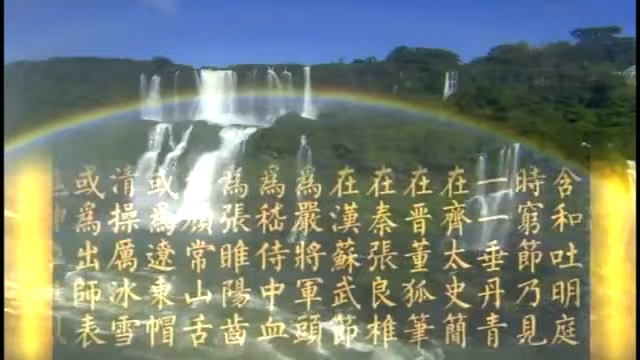 含和吐明庭
時窮節乃見
一一垂丹青
在齊太史簡
在晉董狐筆
在秦張良椎
在漢蘇武節
為嚴將軍頭
為嵇侍中血
為張睢陽齒
顏常山舌
或為遼東帽
清操厲冰雪
或為出師表